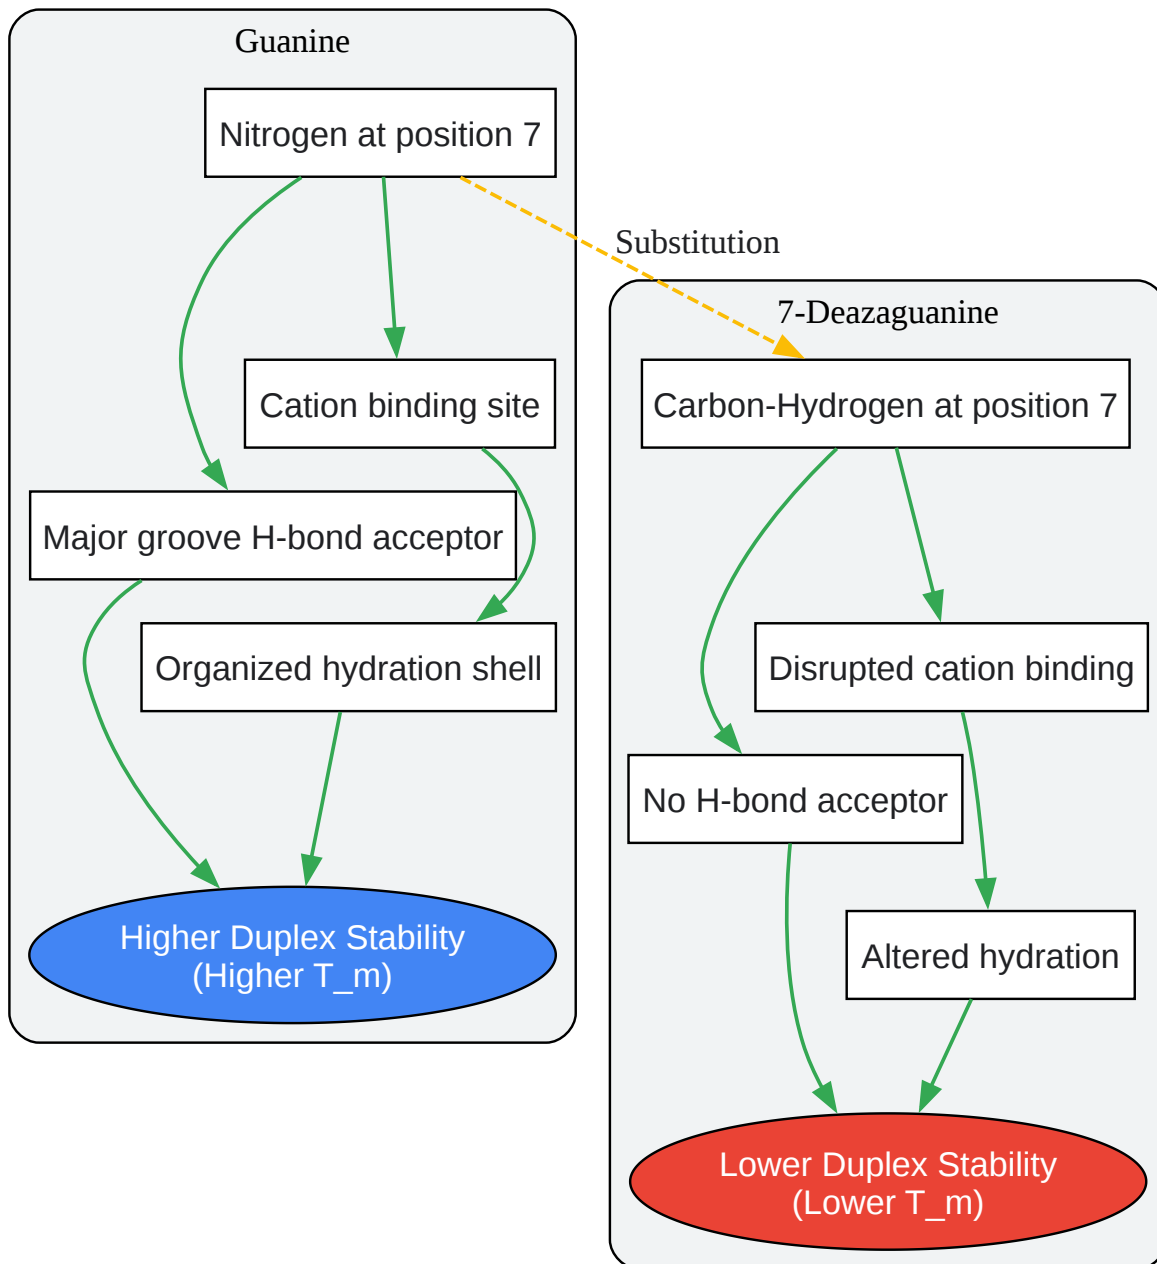 Guanine
Nitrogen at position 7
Substitution
7-Deazaguanine
Cation binding site
Carbon-Hydrogen at position 7
Major groove H-bond acceptor
Organized hydration shell
Disrupted cation binding
No H-bond acceptor
Higher Duplex Stability
(Higher T_m)
Altered hydration
Lower Duplex Stability
(Lower T_m)